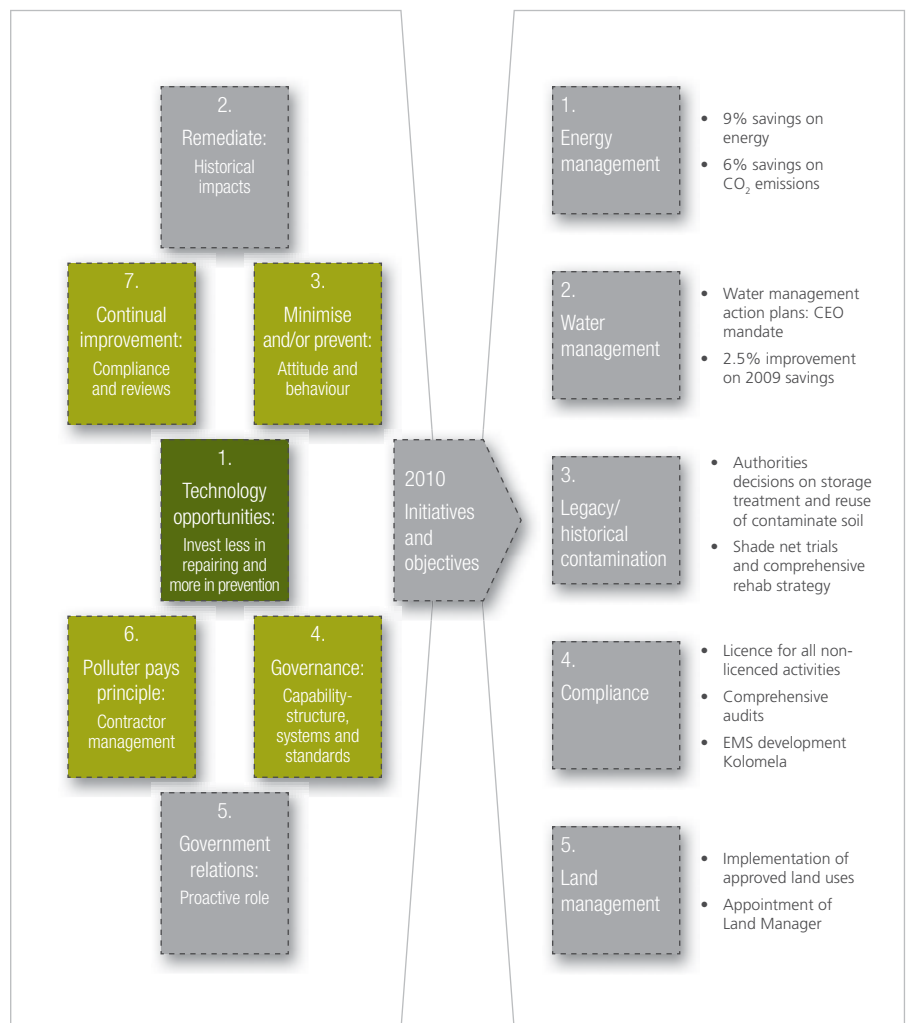 2.
Remediate:
Historical
impacts
7.
Continual
improvement:
Compliance
and reviews
3.
Minimise
and/or prevent:
Attitude and
behaviour
1.
Technology
opportunities:
Invest less in
repairing and
more in prevention
6.
Polluter pays
principle:
Contractor
management
4.
Governance:
Capability-
structure,
systems and
standards
5.
Government
relations:
Proactive role
2010
Initiatives
and
objectives
1.
Energy
management
• 9% savings on
energy
• 6% savings on
CO₂ emissions
2.
Water
management
• Water management
action plans: CEO
mandate
• 2.5% improvement
on 2009 savings
3.
Legacy/
historical
contamination
• Authorities
decisions on storage
treatment and reuse
of contaminate soil
• Shade net trials
and comprehensive
rehab strategy
4.
Compliance
• Licence for all non-
licenced activities
• Comprehensive
audits
• EMS development
Kolomela
5.
Land
management
• Implementation of
approved land uses
• Appointment of
Land Manager